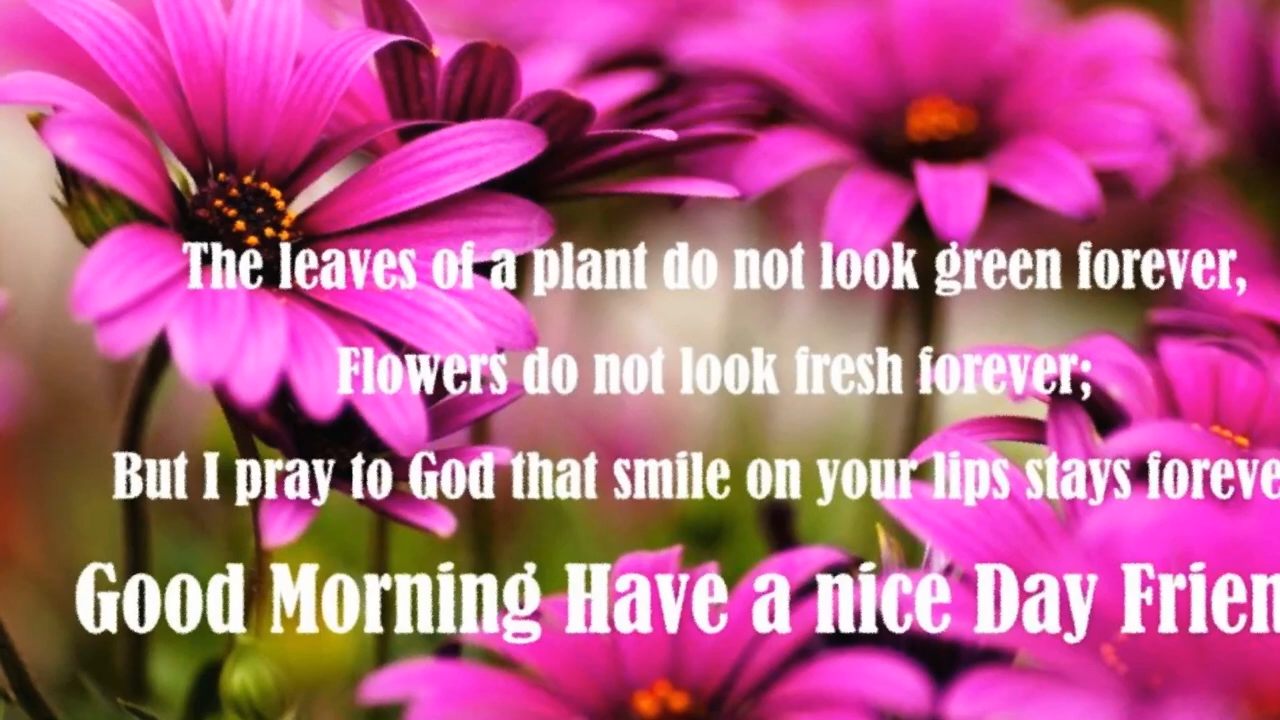 The leaves of a plant do not look green forever,
Flowers do not look fresh forever;
But I pray to God that smile on your lips stays foreve
Good Morning Have a nice Day Frien